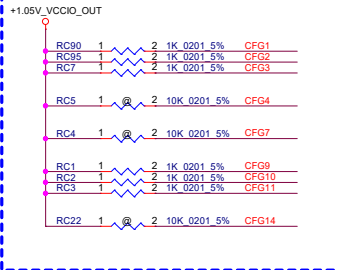 +1.05V_VCCIO_OUT
RC90 1 2 1K_0201_5% CFG1
RC95 1 2 1K_0201_5% CFG2
RC7 1 2 1K_0201_5% CFG3
RC5 1 @ 2 10K_0201_5% CFG4
RC4 1 @ 2 10K_0201_5% CFG7
RC1 1 2 1K_0201_5% CFG9
RC2 1 2 1K_0201_5% CFG10
RC3 1 2 1K_0201_5% CFG11
RC22 1 @ 2 10K_0201_5% CFG14